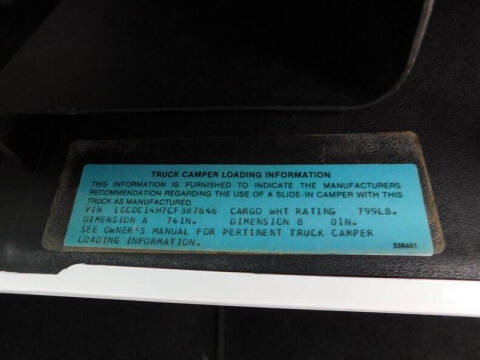 TRUCK CAMPER LOADING INFORMATION
THIS INFORMATION IS FURNISHED TO INDICATE THE MANUFACTURERS
RECOMMENDATION REGARDING THE USE OF A SLIDE-IN CAMPER WITH THIS
TRUCK AS MANUFACTURED.
VIN 1GCDC14H7CF387646 CARGO WHT RATING 799LB.
DIMENSION A 74IN. DIMENSION B 0IN.
SEE OWNER'S MANUAL FOR PERTINENT TRUCK CAMPER
LOADING INFORMATION.